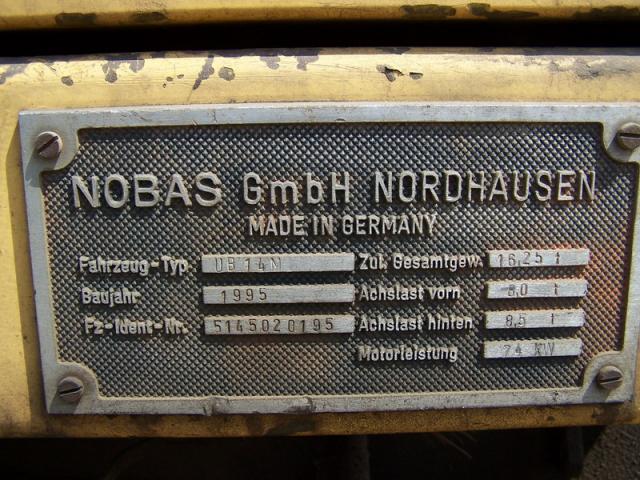 NOBAS GmbH NORDHAUSEN
MADE IN GERMANY
Fahrzeug-Typ UB 14M Zul. Gesamtgew. 16,25 t
Baujahr 1995 Achslast vorn 8,0 t
Fz-Ident-Nr. 5145020195 Achslast hinten 8,5 t
Motorleistung 74 KW